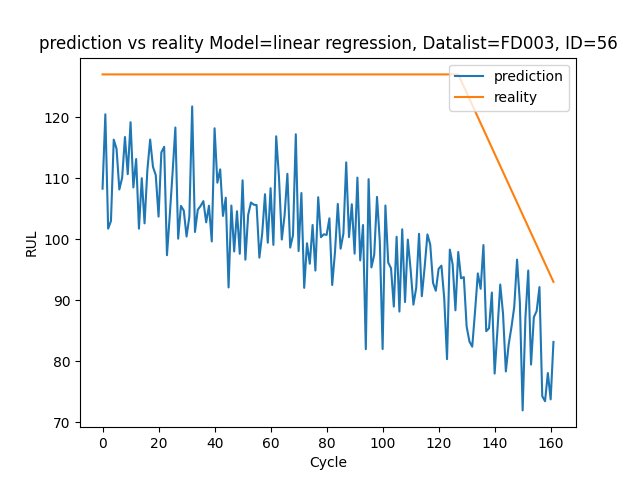 prediction vs reality Model=linear regression, Datalist=FD003, ID=56
prediction
reality
RUL
120
110
100
90
80
70
0 20 40 60 80 100 120 140 160
Cycle